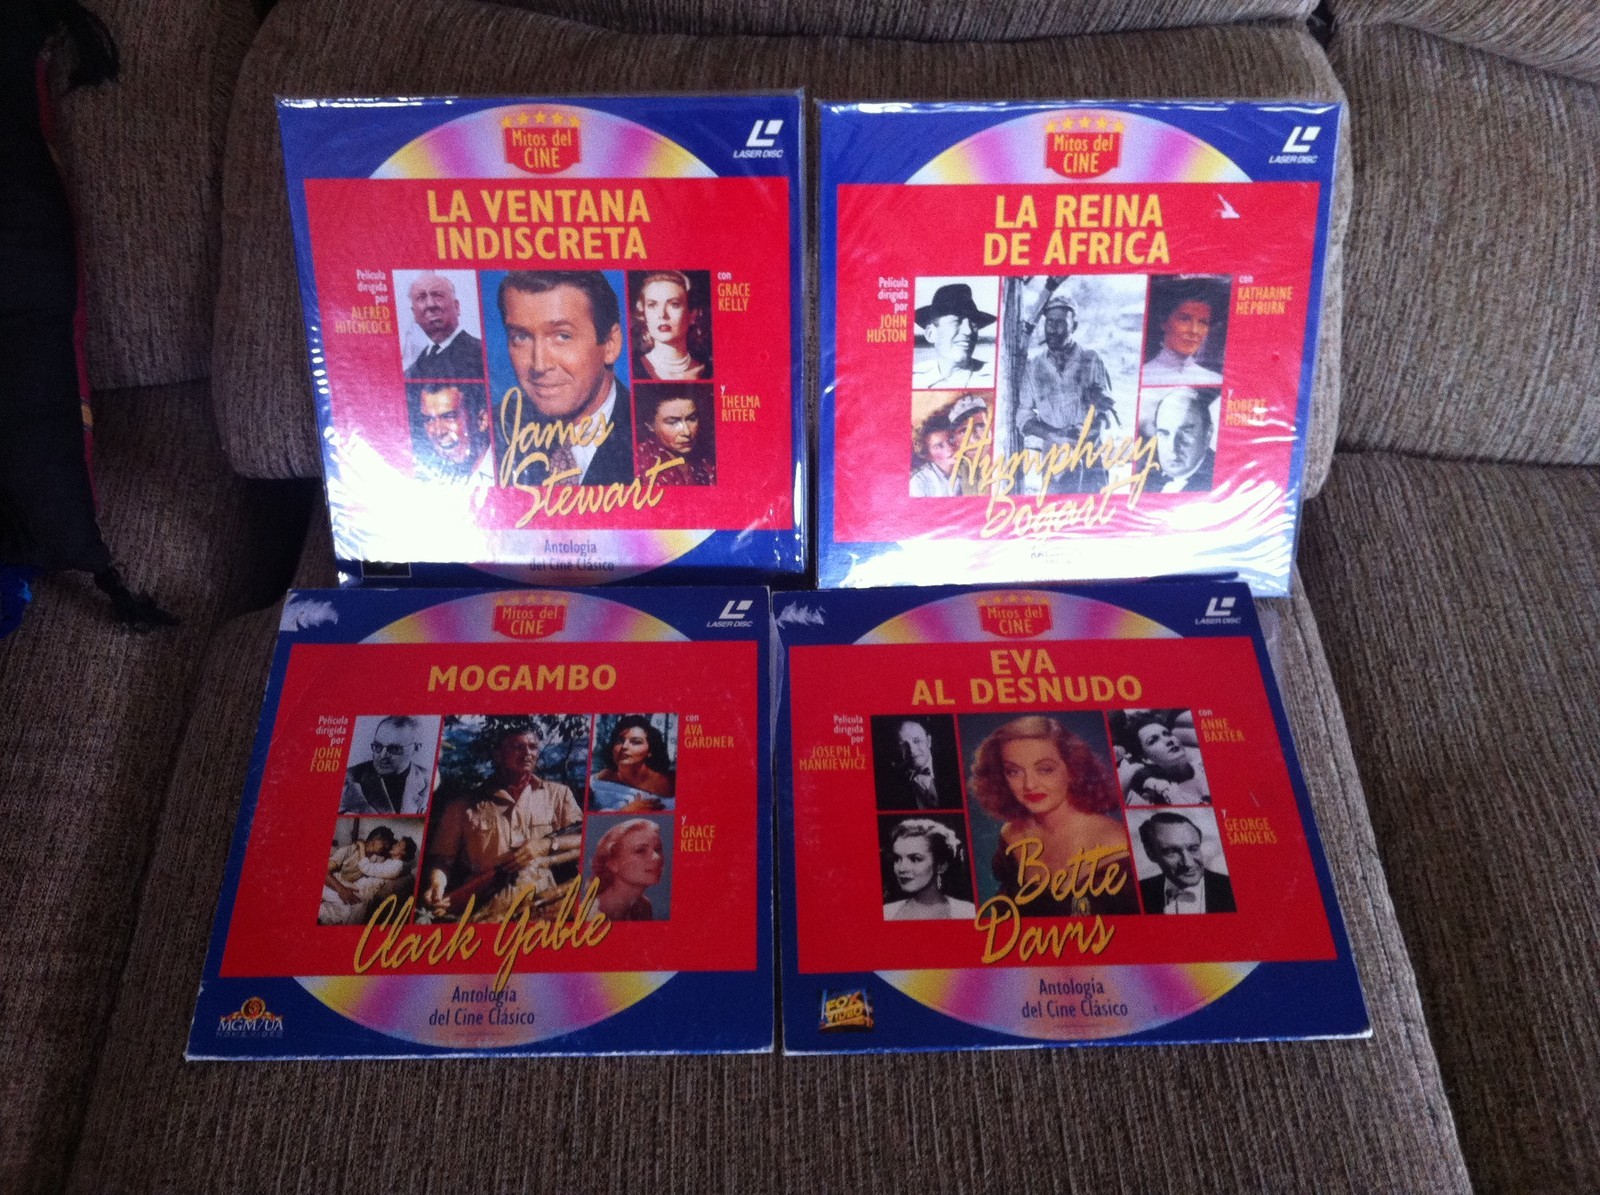 Mitos del
CINE
LASER DISC
LA VENTANA
INDISCRETA
Película
dirigida
por
ALFRED
HITCHCOCK
con
GRACE
KELLY
y
THELMA
RITTER
James
Stewart
Antología
del Cine Clásico
Mitos del
CINE
LASER DISC
LA REINA
DE ÁFRICA
Película
dirigida
por
JOHN
HUSTON
con
KATHARINE
HEPBURN
y
ROBERT
MORLEY
Humphrey
Bogart
Mitos del
CINE
LASER DISC
MOGAMBO
Película
dirigida
por
JOHN
FORD
con
AVA
GARDNER
y
GRACE
KELLY
Clark Gable
Antología
del Cine Clásico
MGM/UA
HOME VIDEO
Mitos del
CINE
LASER DISC
EVA
AL DESNUDO
Película
dirigida
por
JOSEPH L.
MANKIEWICZ
con
ANNE
BAXTER
y
GEORGE
SANDERS
Bette
Davis
Antología
del Cine Clásico
FOX
VIDEO